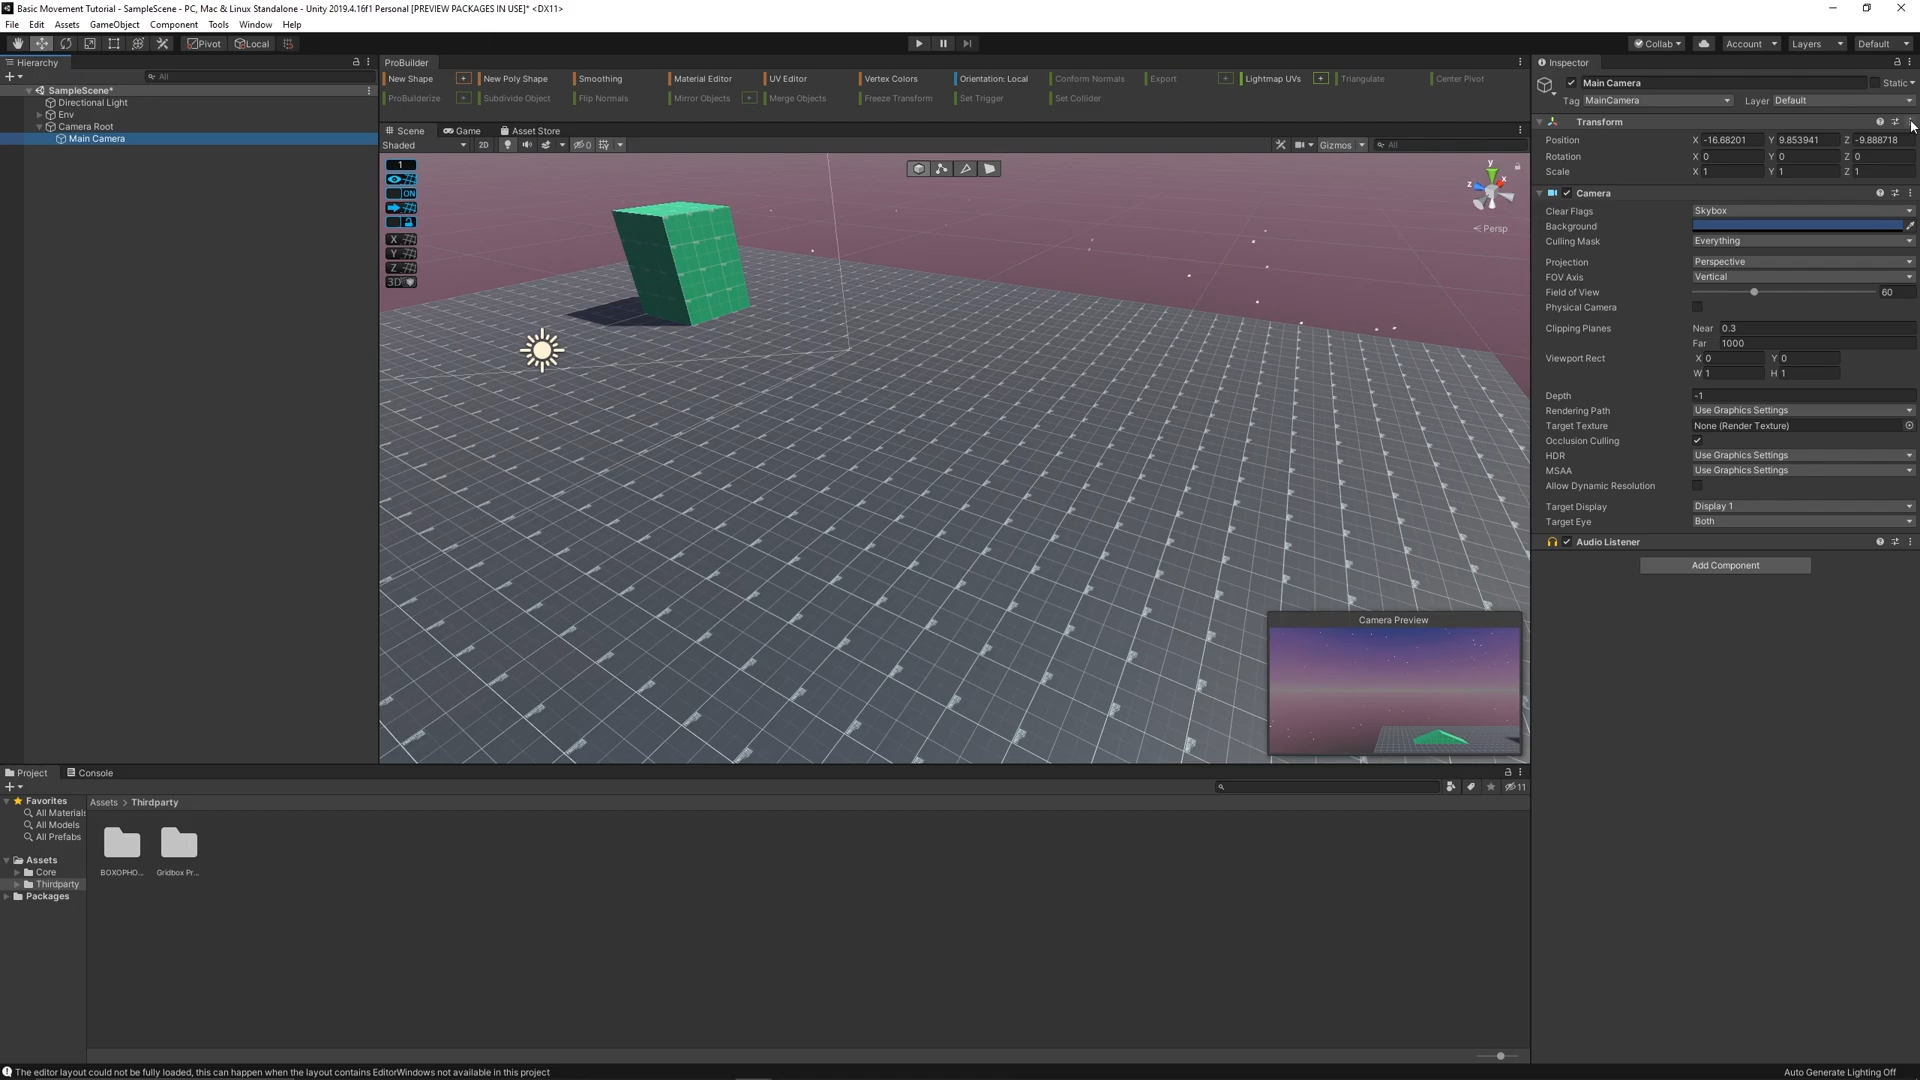 Basic Movement Tutorial - SampleScene - PC, Mac & Linux Standalone - Unity 2019.4.16f1 Personal [PREVIEW PACKAGES IN USE]* <DX11>
File Edit Assets GameObject Component Tools Window Help
Pivot Local Collab Account Layers Default
Hierarchy
All
SampleScene*
Directional Light
Env
Camera Root
Main Camera
ProBuilder
New Shape + New Poly Shape Smoothing Material Editor UV Editor Vertex Colors Orientation: Local Conform Normals Export + Lightmap UVs + Triangulate Center Pivot
ProBuilderize + Subdivide Object Flip Normals Mirror Objects + Merge Objects Freeze Transform Set Trigger Set Collider
Scene Game Asset Store
Shaded 2D 0 Gizmos All
1
ON
X
Y
Z
3D
y
z x
Persp
Camera Preview
Inspector
Main Camera Static
Tag MainCamera Layer Default
Transform
Position X -16.68201 Y 9.853941 Z -9.888718
Rotation X 0 Y 0 Z 0
Scale X 1 Y 1 Z 1
Camera
Clear Flags Skybox
Background
Culling Mask Everything
Projection Perspective
FOV Axis Vertical
Field of View 60
Physical Camera
Clipping Planes Near 0.3
Far 1000
Viewport Rect X 0 Y 0
W 1 H 1
Depth -1
Rendering Path Use Graphics Settings
Target Texture None (Render Texture)
Occlusion Culling
HDR Use Graphics Settings
MSAA Use Graphics Settings
Allow Dynamic Resolution
Target Display Display 1
Target Eye Both
Audio Listener
Add Component
Project Console
11
Favorites
All Materials
All Models
All Prefabs
Assets
Core
Thirdparty
Packages
Assets > Thirdparty
BOXOPHO... Gridbox Pr...
The editor layout could not be fully loaded, this can happen when the layout contains EditorWindows not available in this project
Auto Generate Lighting Off